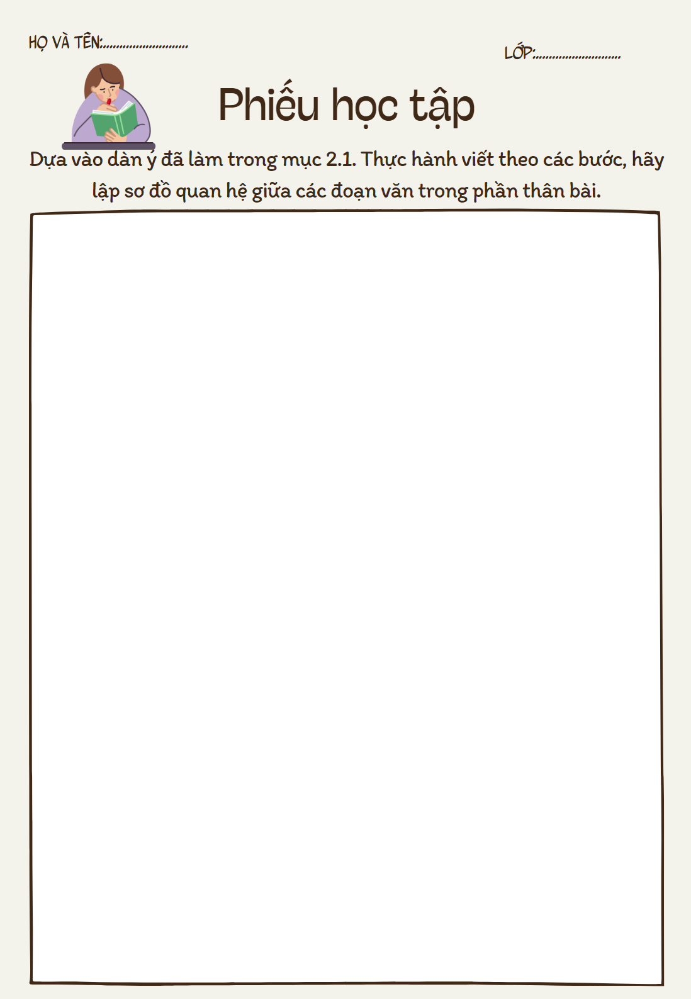 HỌ VÀ TÊN:...........................
LỚP:...........................
Phiếu học tập
Dựa vào dàn ý đã làm trong mục 2.1. Thực hành viết theo các bước, hãy
lập sơ đồ quan hệ giữa các đoạn văn trong phần thân bài.